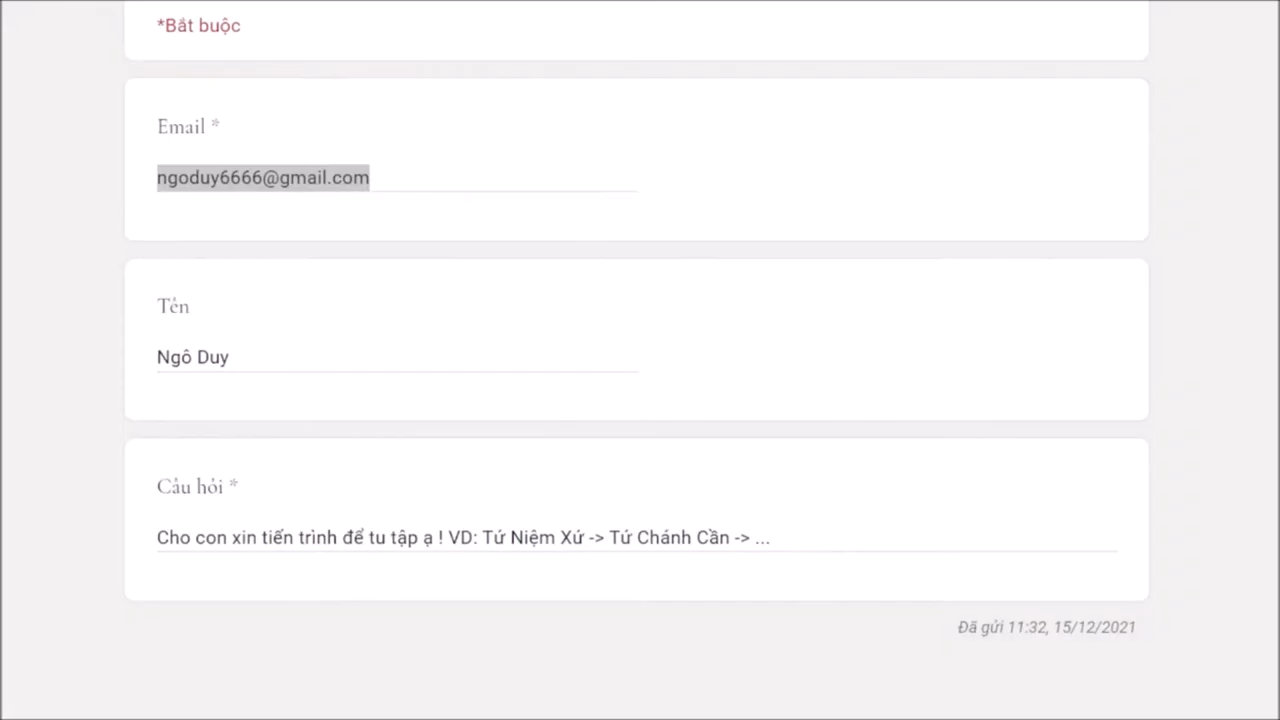 *Bắt buộc
Email *
ngoduy6666@gmail.com
Tên
Ngô Duy
Câu hỏi *
Cho con xin tiến trình để tu tập ạ ! VD: Tứ Niệm Xứ -> Tứ Chánh Cần -> ...
Đã gửi 11:32, 15/12/2021